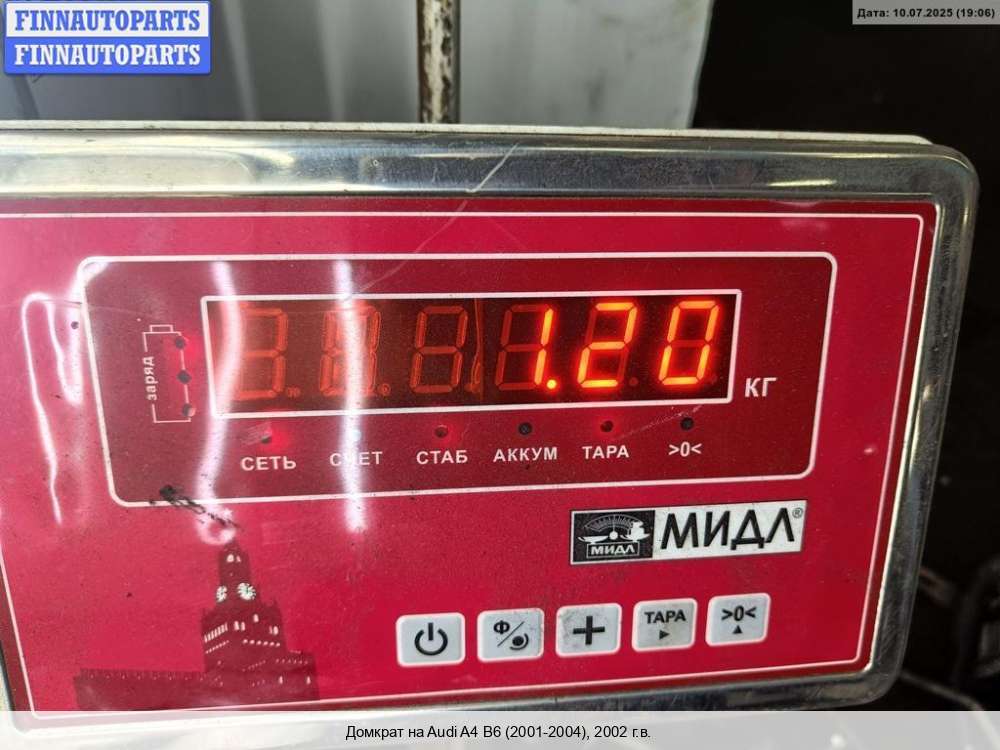 FINNAUTOPARTS
FINNAUTOPARTS
Дата: 10.07.2025 (19:06)
1.20
КГ
заряд
СЕТЬ СЧЕТ СТАБ АККУМ ТАРА >0<
МИДЛ МИДЛ®
Ф ТАРА >0<
Домкрат на Audi A4 B6 (2001-2004), 2002 г.в.